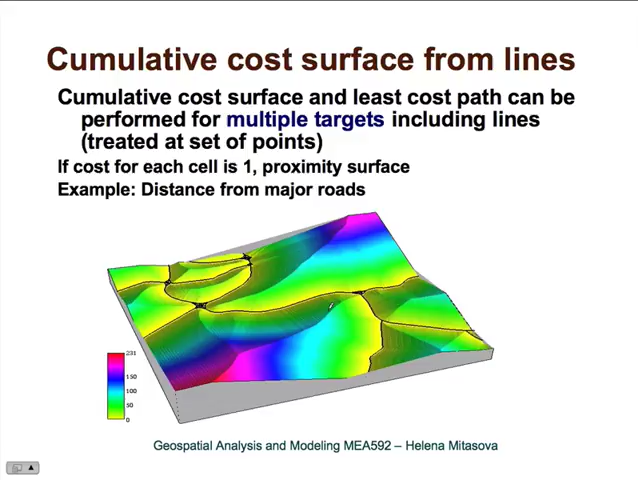 Cumulative cost surface from lines
Cumulative cost surface and least cost path can be
performed for multiple targets including lines
(treated at set of points)
If cost for each cell is 1, proximity surface
Example: Distance from major roads
231
150
100
50
0
Geospatial Analysis and Modeling MEA592 – Helena Mitasova